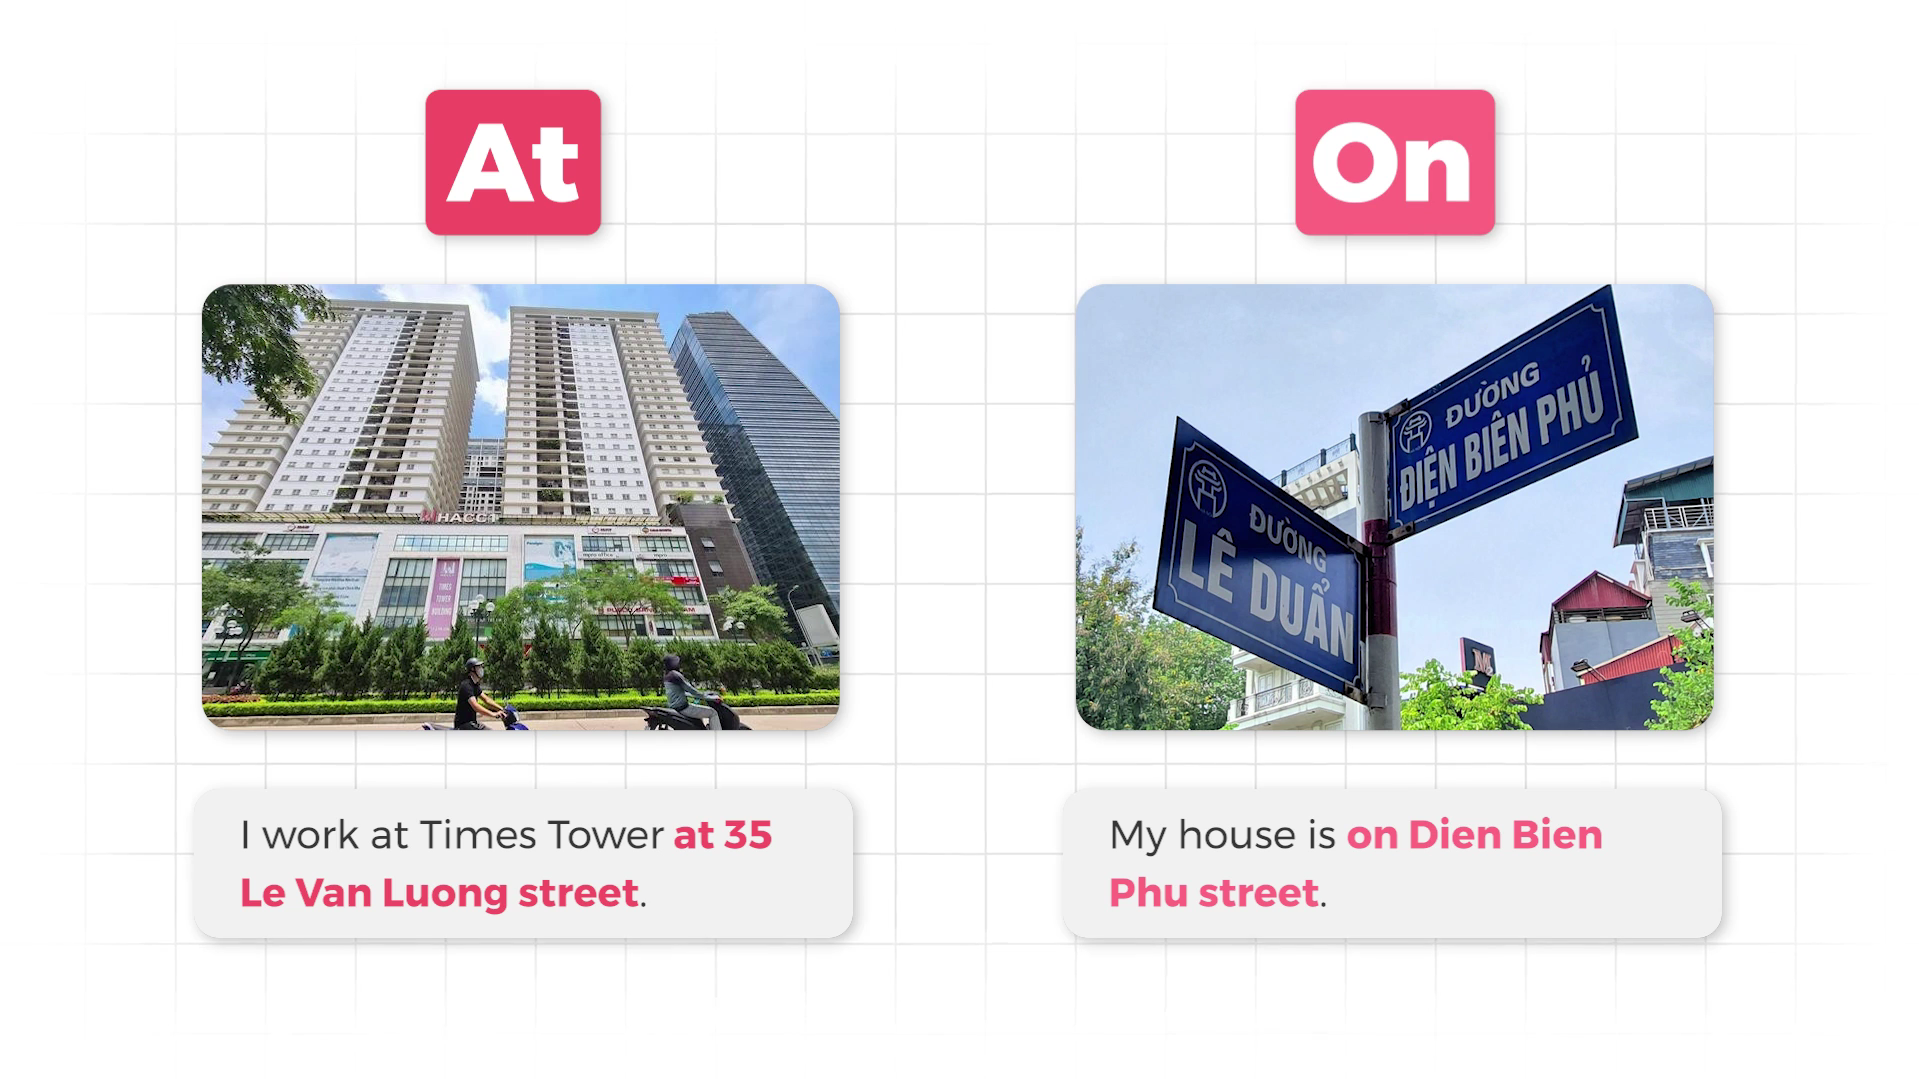 At
On
HACCT
TIMES
TOWER
BUILDING
ĐƯỜNG
ĐIỆN BIÊN PHỦ
ĐƯỜNG
LÊ DUẨN
I work at Times Tower at 35
Le Van Luong street.
My house is on Dien Bien
Phu street.